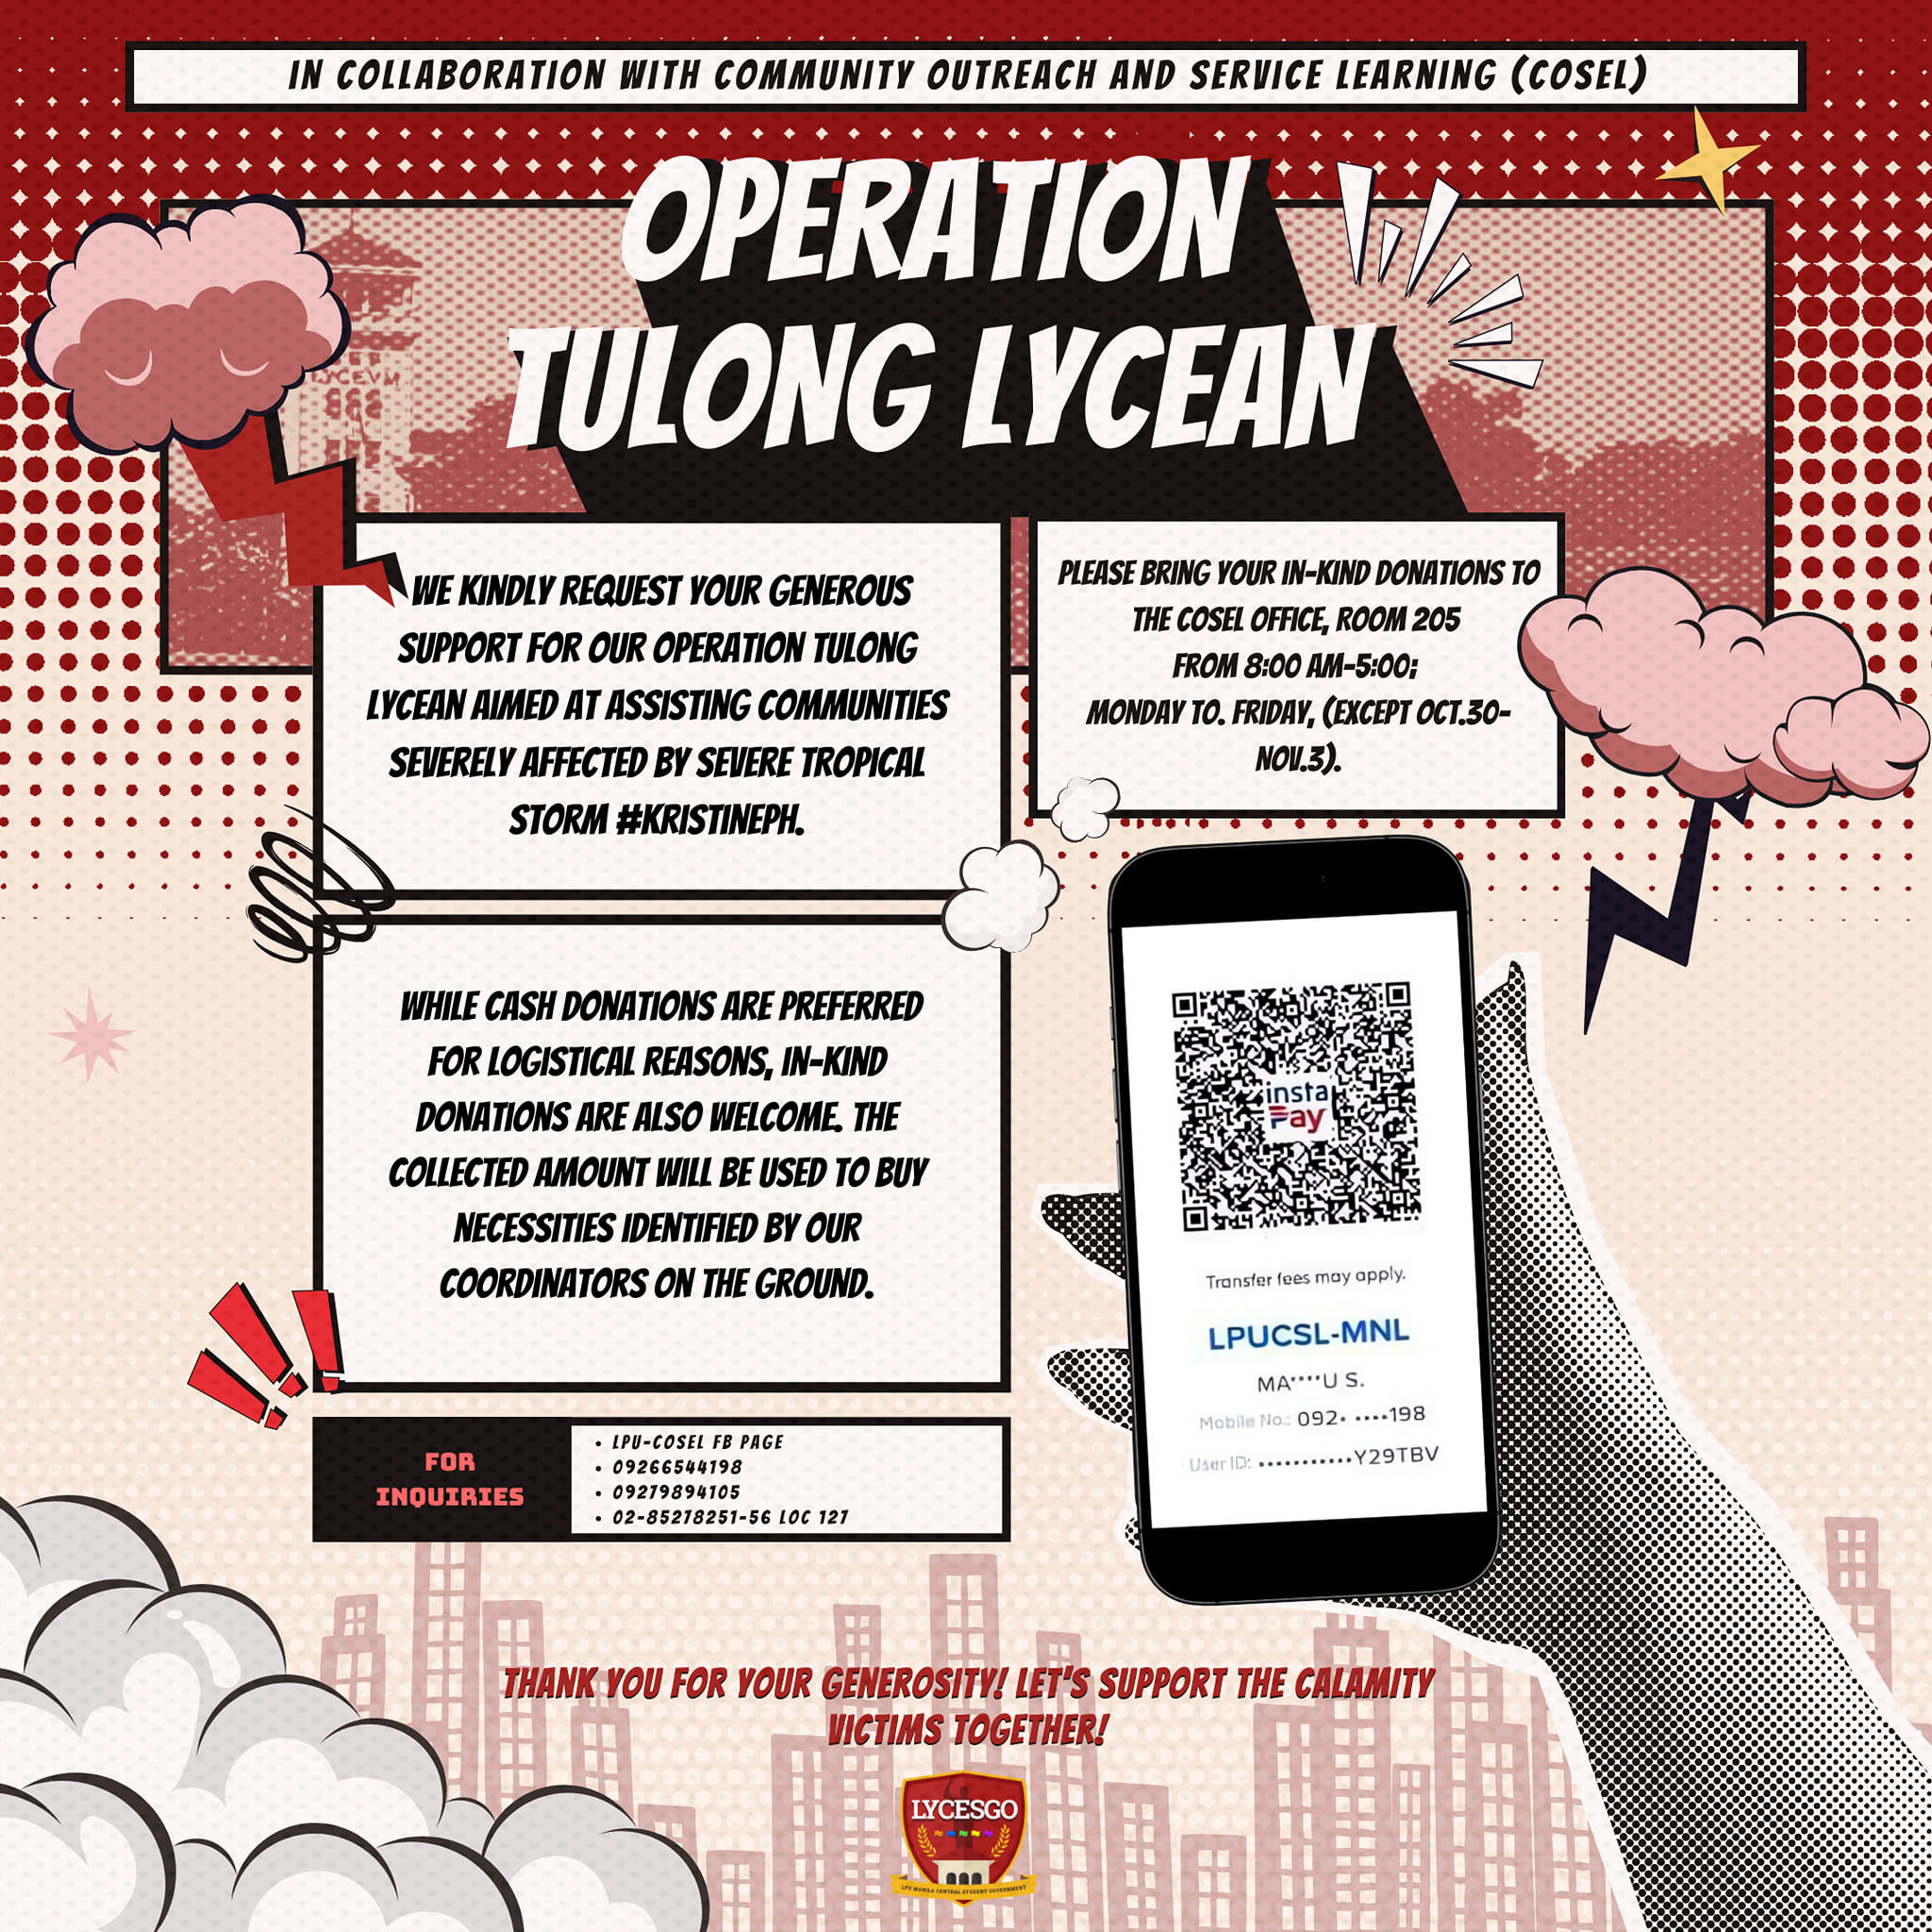 IN COLLABORATION WITH COMMUNITY OUTREACH AND SERVICE LEARNING (COSEL)
OPERATION
TULONG LYCEAN
LYCEVM
WE KINDLY REQUEST YOUR GENEROUS
SUPPORT FOR OUR OPERATION TULONG
LYCEAN AIMED AT ASSISTING COMMUNITIES
SEVERELY AFFECTED BY SEVERE TROPICAL
STORM #KRISTINEPH.
PLEASE BRING YOUR IN-KIND DONATIONS TO
THE COSEL OFFICE, ROOM 205
FROM 8:00 AM-5:00;
MONDAY TO. FRIDAY, (EXCEPT OCT.30-
NOV.3).
WHILE CASH DONATIONS ARE PREFERRED
FOR LOGISTICAL REASONS, IN-KIND
DONATIONS ARE ALSO WELCOME. THE
COLLECTED AMOUNT WILL BE USED TO BUY
NECESSITIES IDENTIFIED BY OUR
COORDINATORS ON THE GROUND.
insta
Pay
Transfer fees may apply.
LPUCSL-MNL
MA••••U S.
Mobile No.: 092• ••••198
User ID: •••••••••••Y29TBV
FOR
INQUIRIES
• LPU-COSEL FB PAGE
• 09266544198
• 09279894105
• 02-85278251-56 LOC 127
THANK YOU FOR YOUR GENEROSITY! LET'S SUPPORT THE CALAMITY
VICTIMS TOGETHER!
LYCESGO
LPU MANILA CENTRAL STUDENT GOVERNMENT